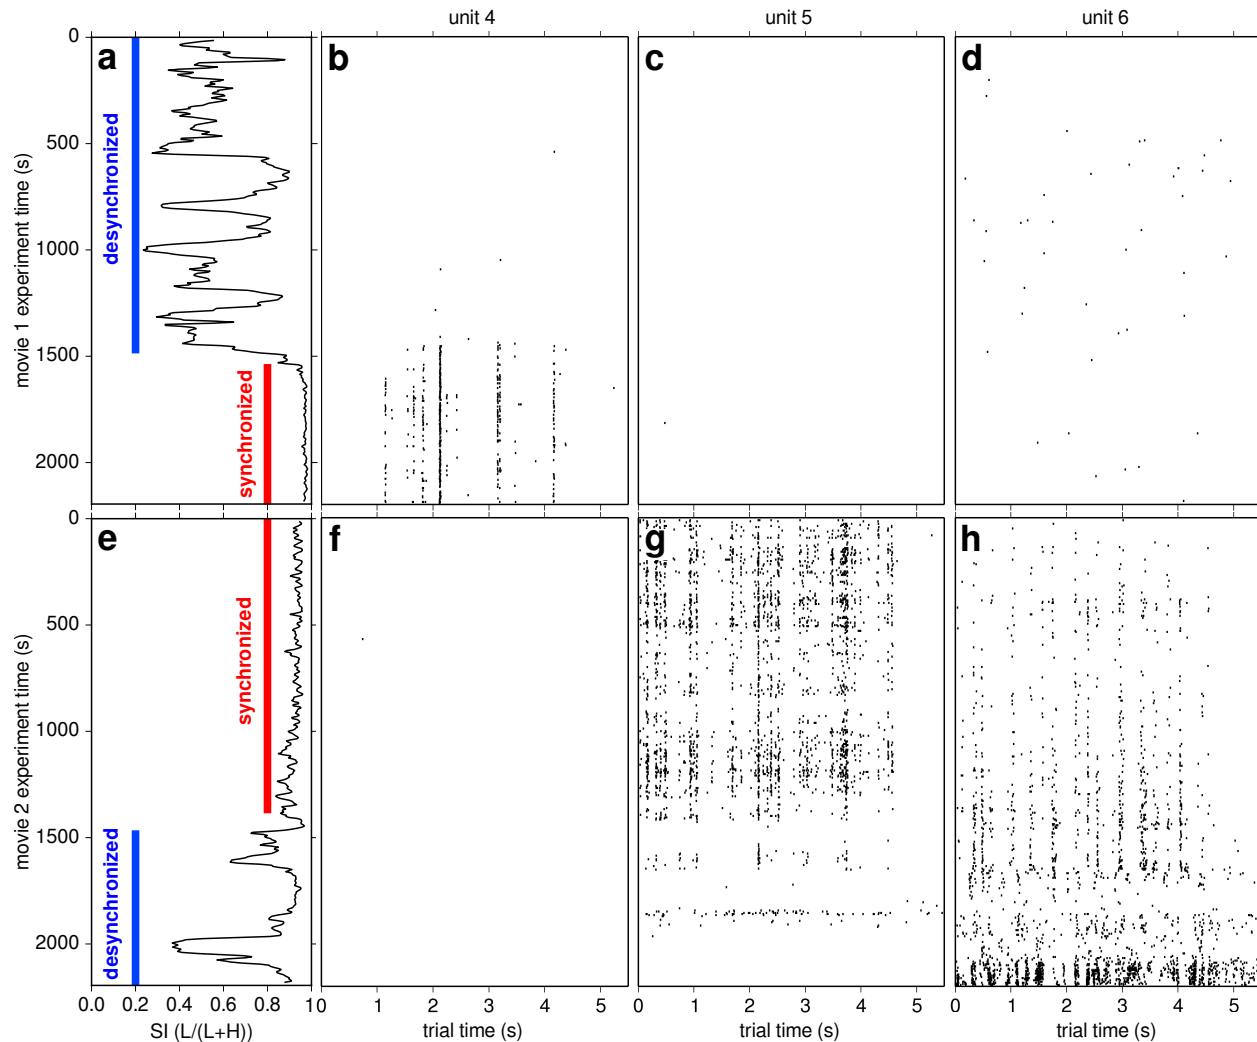 unit 4
unit 5
unit 6
a
b
c
d
0
500
1000
1500
2000
movie 1 experiment time (s)
desynchronized
synchronized
e
f
g
h
0
500
1000
1500
2000
movie 2 experiment time (s)
synchronized
desynchronized
0.0 0.2 0.4 0.6 0.8 10
SI (L/(L+H))
1 2 3 4 5
trial time (s)
0 1 2 3 4 5
trial time (s)
0 1 2 3 4 5
trial time (s)